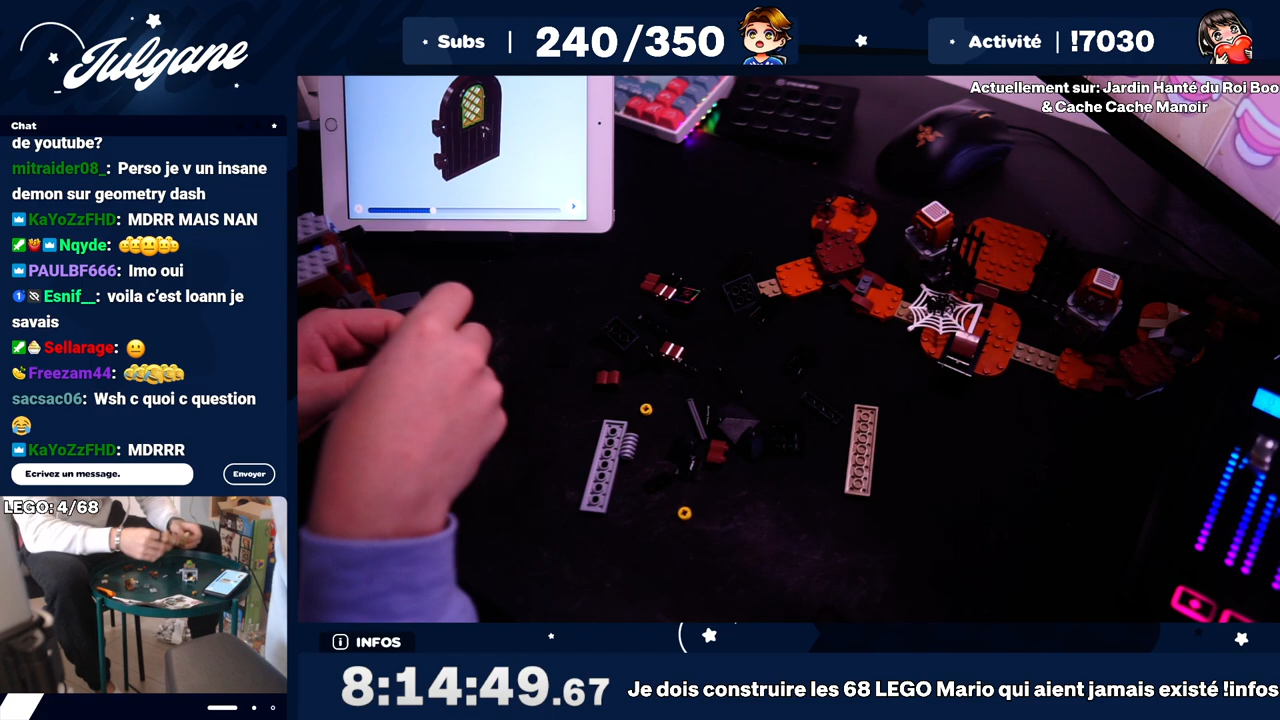 Julgane
Subs | 240/350
Activité | !7030
Actuellement sur: Jardin Hanté du Roi Boo
& Cache Cache Manoir
Chat
de youtube?
mitraider08_: Perso je v un insane
demon sur geometry dash
KaYoZzFHD: MDRR MAIS NAN
Nqyde:
PAULBF666: Imo oui
Esnif__: voila c’est loann je
savais
Sellarage:
Freezam44:
sacsac06: Wsh c quoi c question
KaYoZzFHD: MDRRR
Ecrivez un message.
Envoyer
LEGO: 4/68
INFOS
8:14:49.67
Je dois construire les 68 LEGO Mario qui aient jamais existé !infos